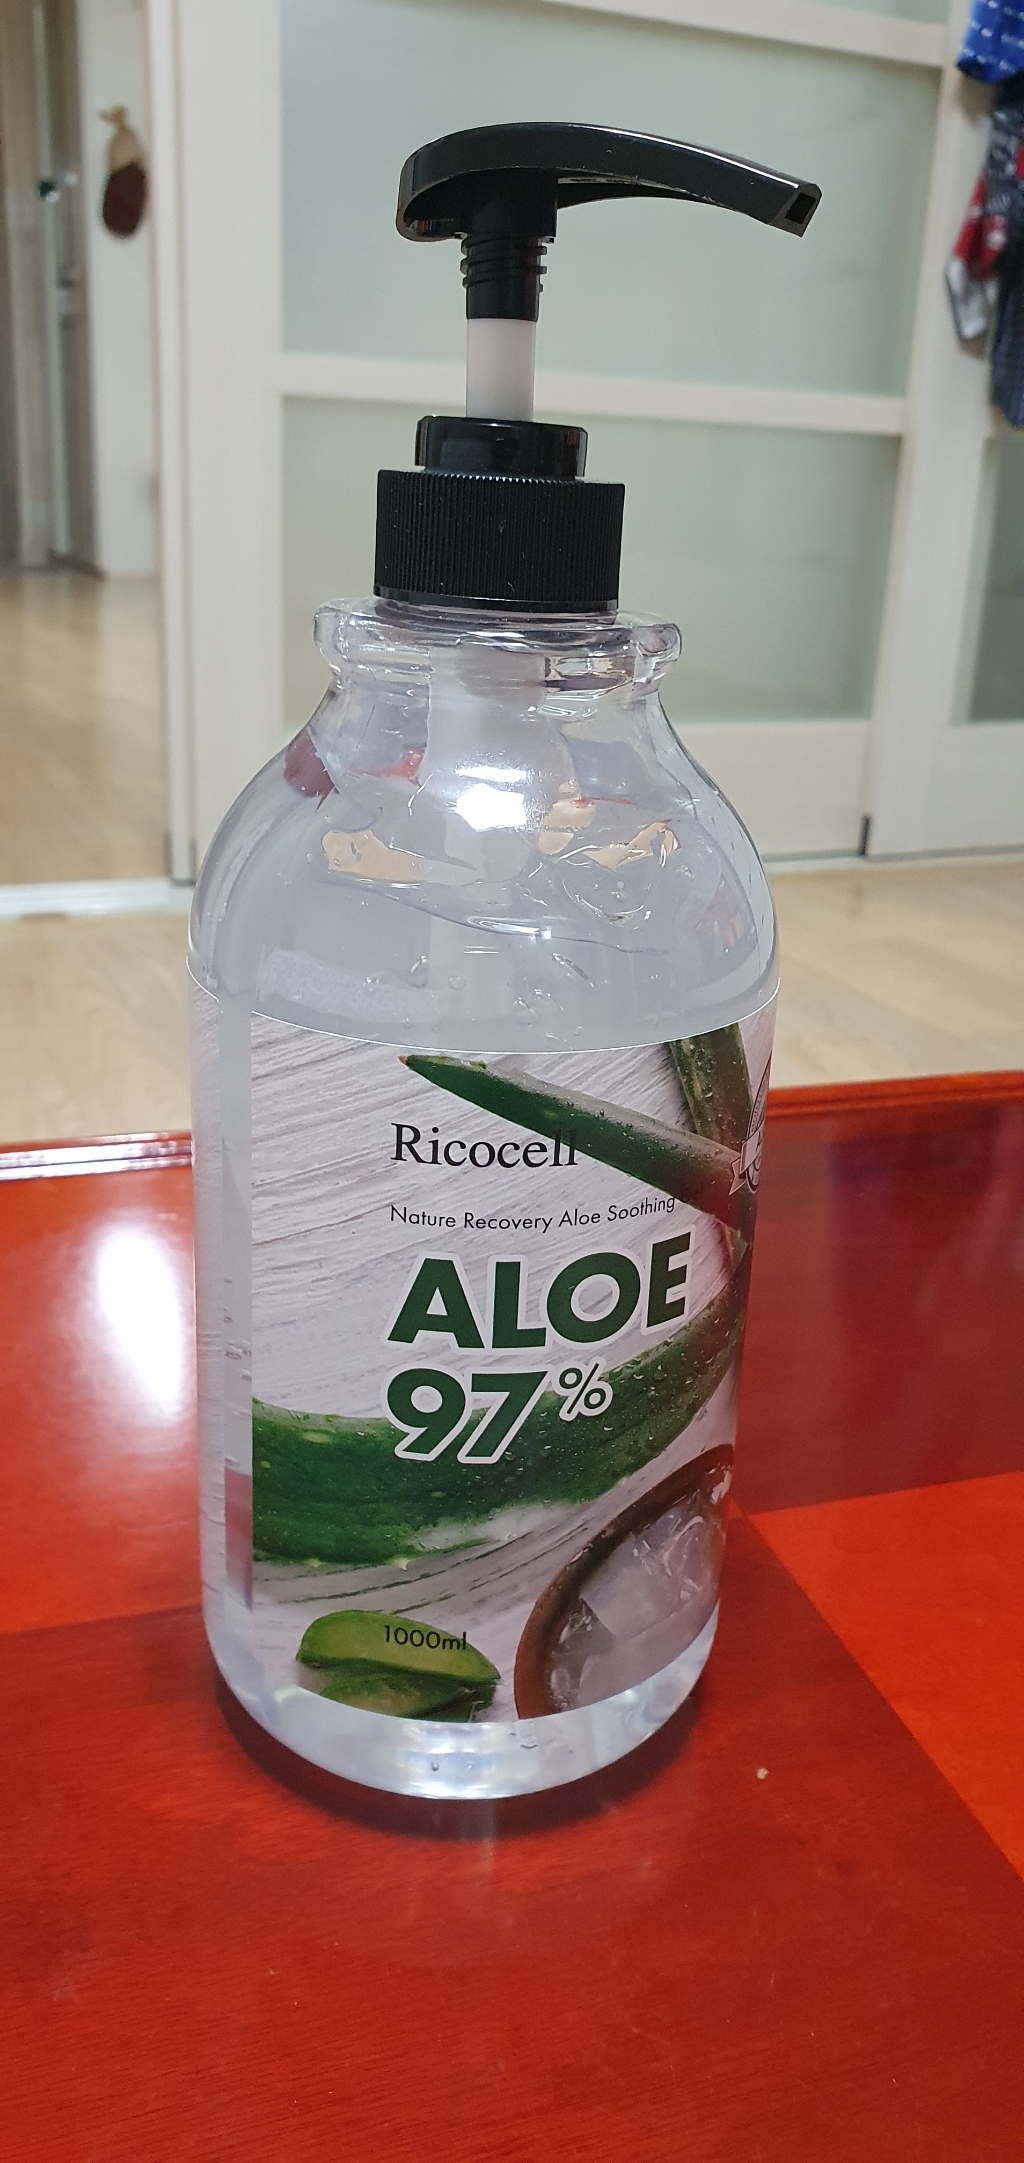 Ricocell
Nature Recovery Aloe Soothing
ALOE
97%
1000ml